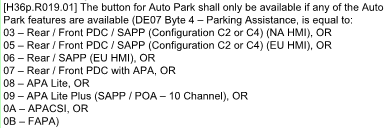 [H36p.R019.01] The button for Auto Park shall only be available if any of the Auto
Park features are available (DE07 Byte 4 – Parking Assistance, is equal to:
03 – Rear / Front PDC / SAPP (Configuration C2 or C4) (NA HMI), OR
05 – Rear / Front PDC / SAPP (Configuration C2 or C4) (EU HMI), OR
06 – Rear / SAPP (EU HMI), OR
07 – Rear / Front PDC with APA, OR
08 – APA Lite, OR
09 – APA Lite Plus (SAPP / POA – 10 Channel), OR
0A – APACSI, OR
0B – FAPA)